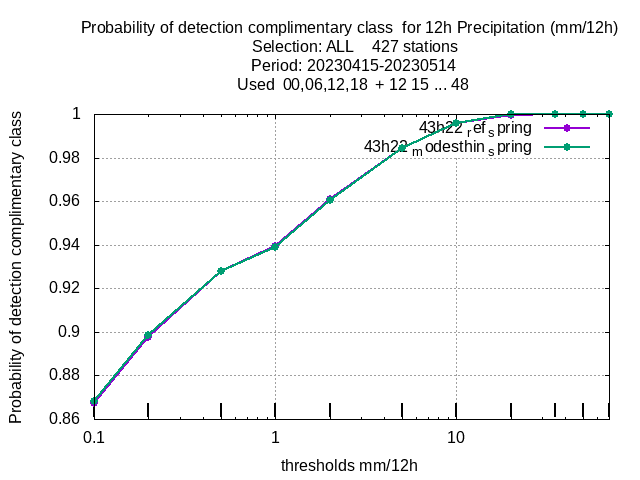 Probability of detection complimentary class  for 12h Precipitation (mm/12h)
Selection: ALL    427 stations
Period: 20230415-20230514
Used  00,06,12,18  + 12 15 ... 48
Probability of detection complimentary class
1
0.98
0.96
0.94
0.92
0.9
0.88
0.86
43h22refspring
43h22modesthinspring
0.1
1
10
thresholds mm/12h